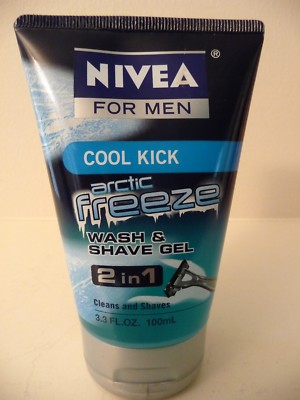 NIVEA
FOR MEN
COOL KICK
arctic
freeze
WASH &
SHAVE GEL
2 in 1
Cleans and Shaves
3.3 FL.OZ. 100mL